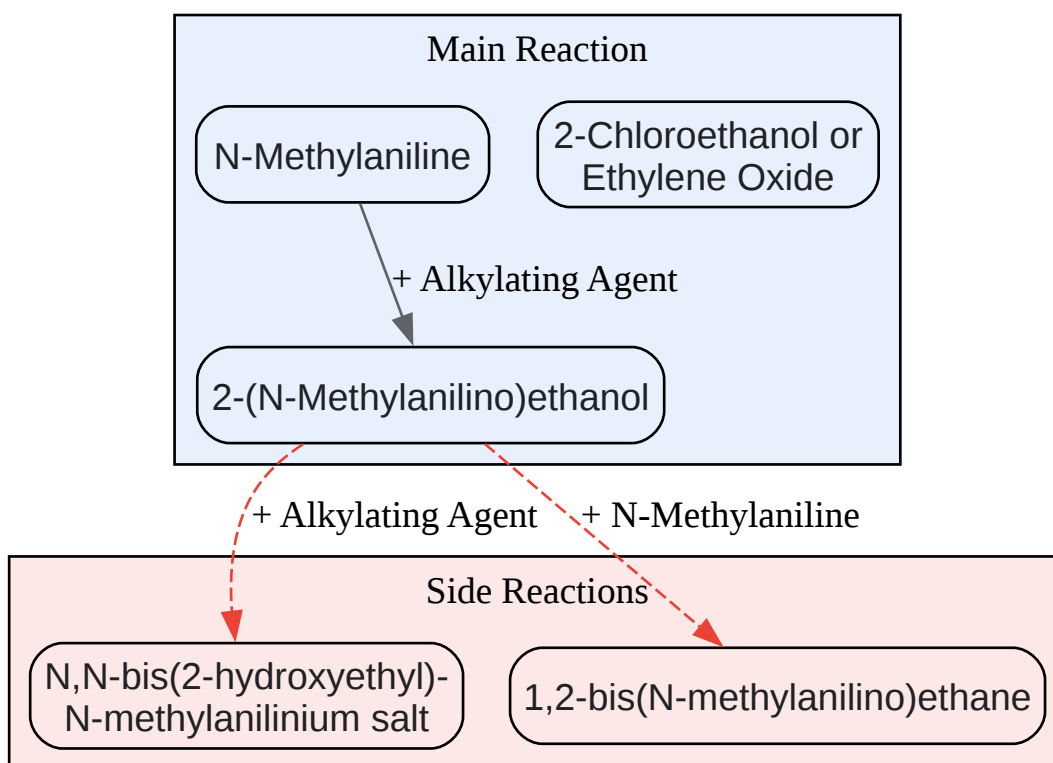 Main Reaction
N-Methylaniline
2-Chloroethanol or
Ethylene Oxide
+ Alkylating Agent
2-(N-Methylanilino)ethanol
+ Alkylating Agent
+ N-Methylaniline
Side Reactions
N,N-bis(2-hydroxyethyl)-
N-methylanilinium salt
1,2-bis(N-methylanilino)ethane